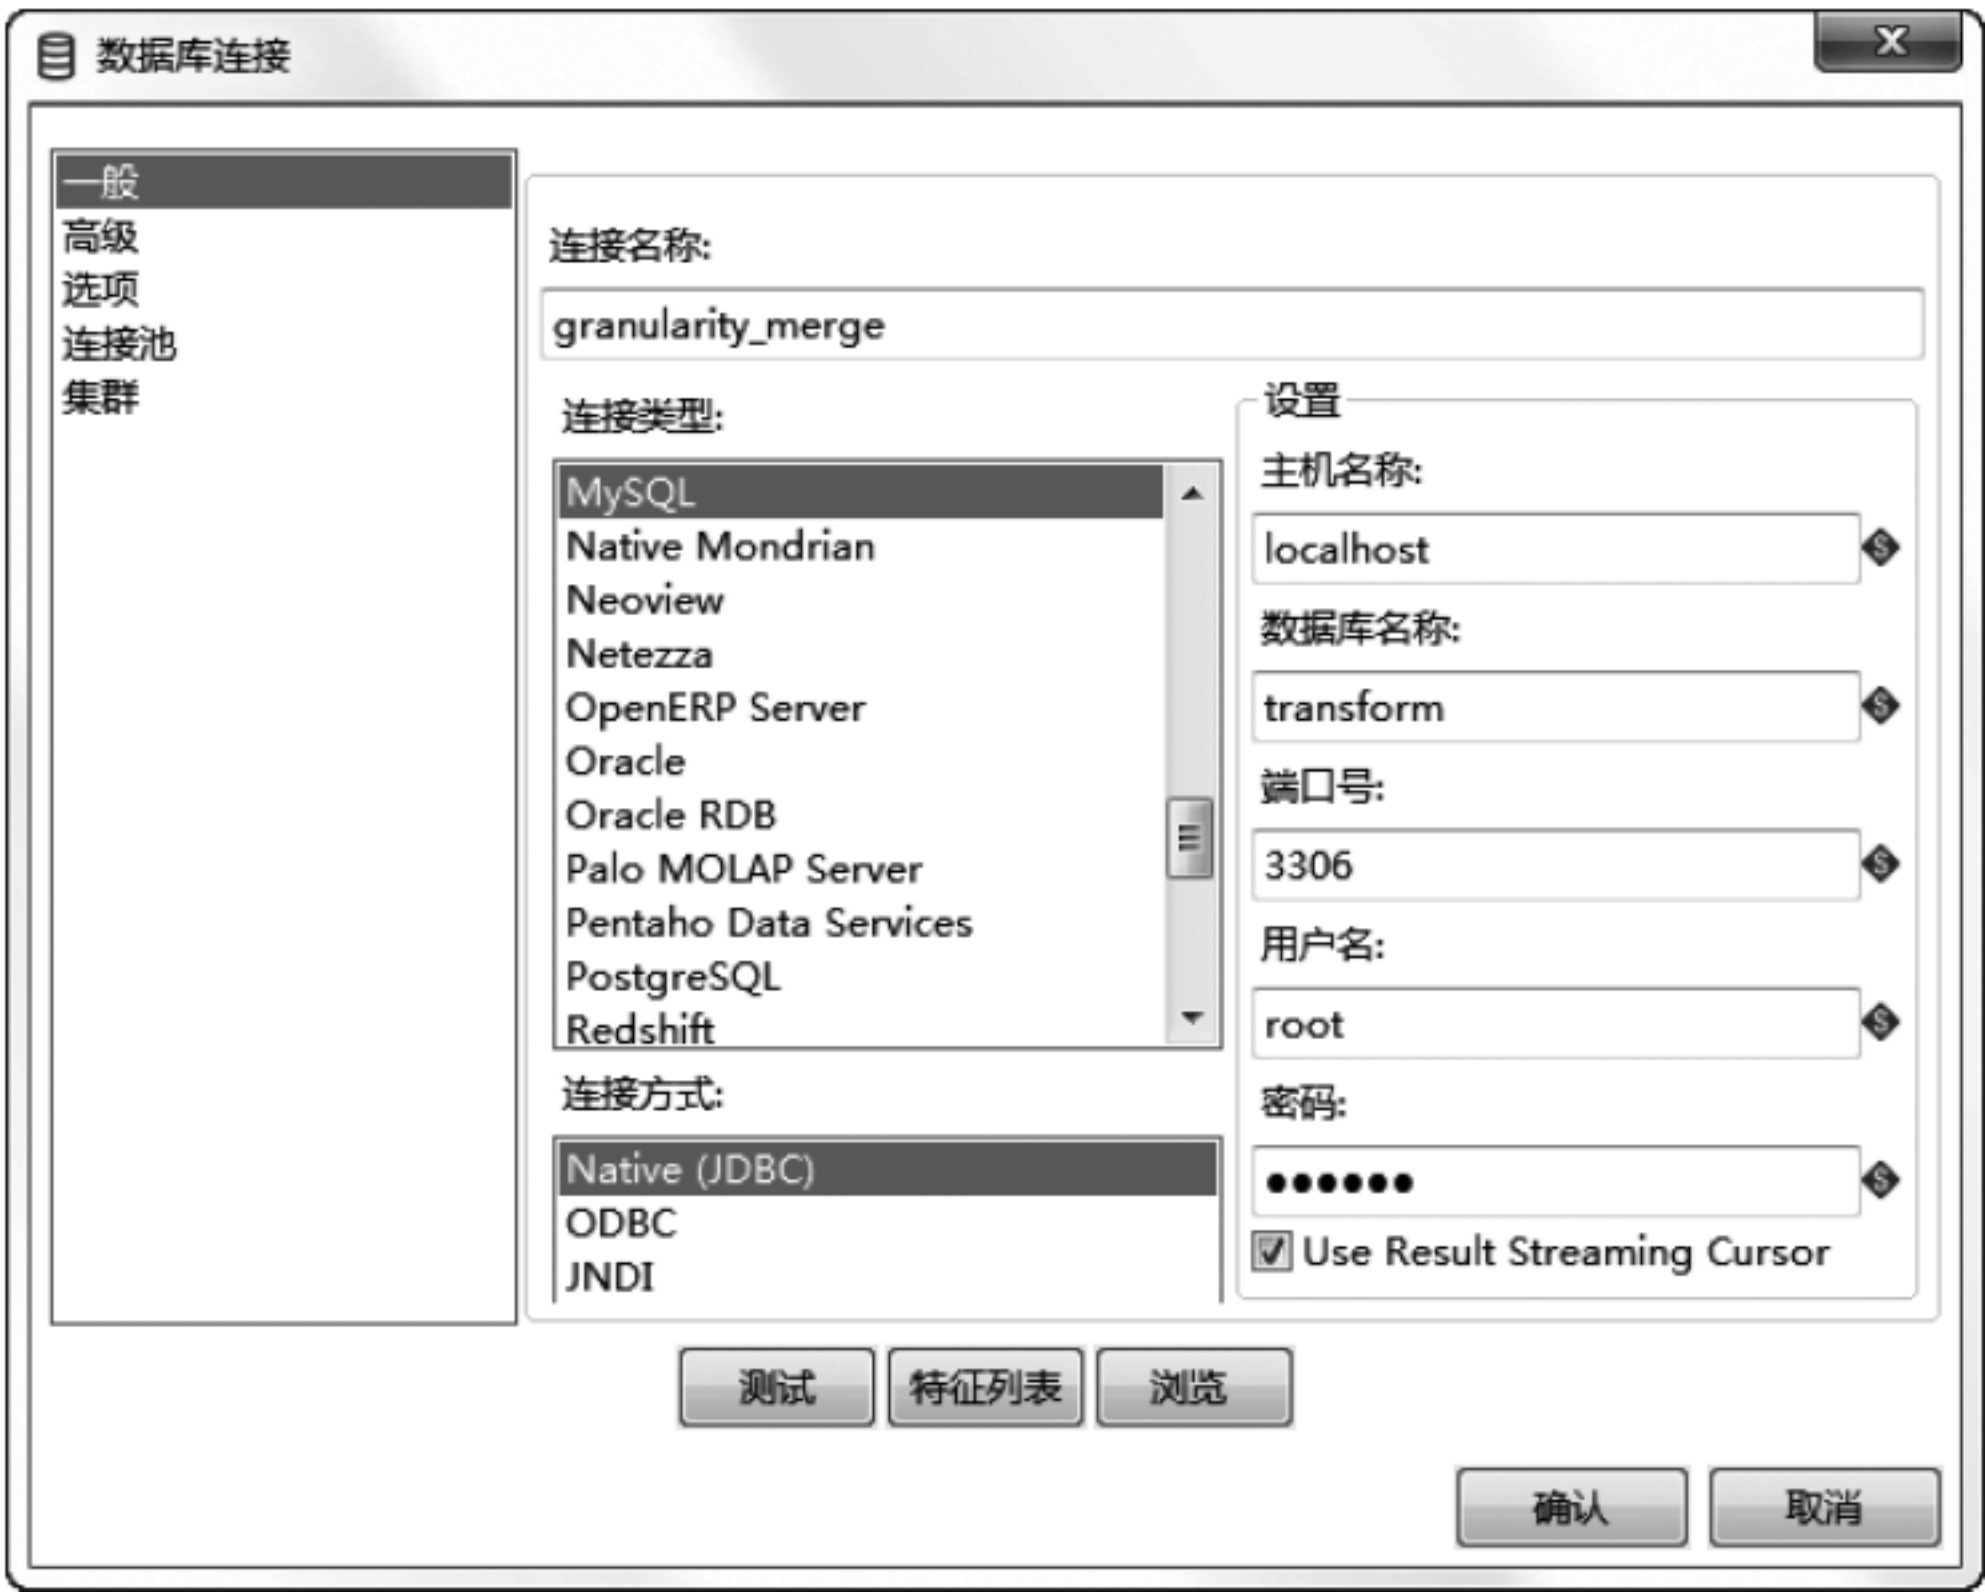 数据库连接
X
一般
高级
选项
连接池
集群
连接名称:
granularity_merge
连接类型:
MySQL
Native Mondrian
Neoview
Netezza
OpenERP Server
Oracle
Oracle RDB
Palo MOLAP Server
Pentaho Data Services
PostgreSQL
Redshift
连接方式:
Native (JDBC)
ODBC
JNDI
设置
主机名称:
localhost
数据库名称:
transform
端口号:
3306
用户名:
root
密码:
●●●●●●
Use Result Streaming Cursor
测试 特征列表 浏览
确认 取消